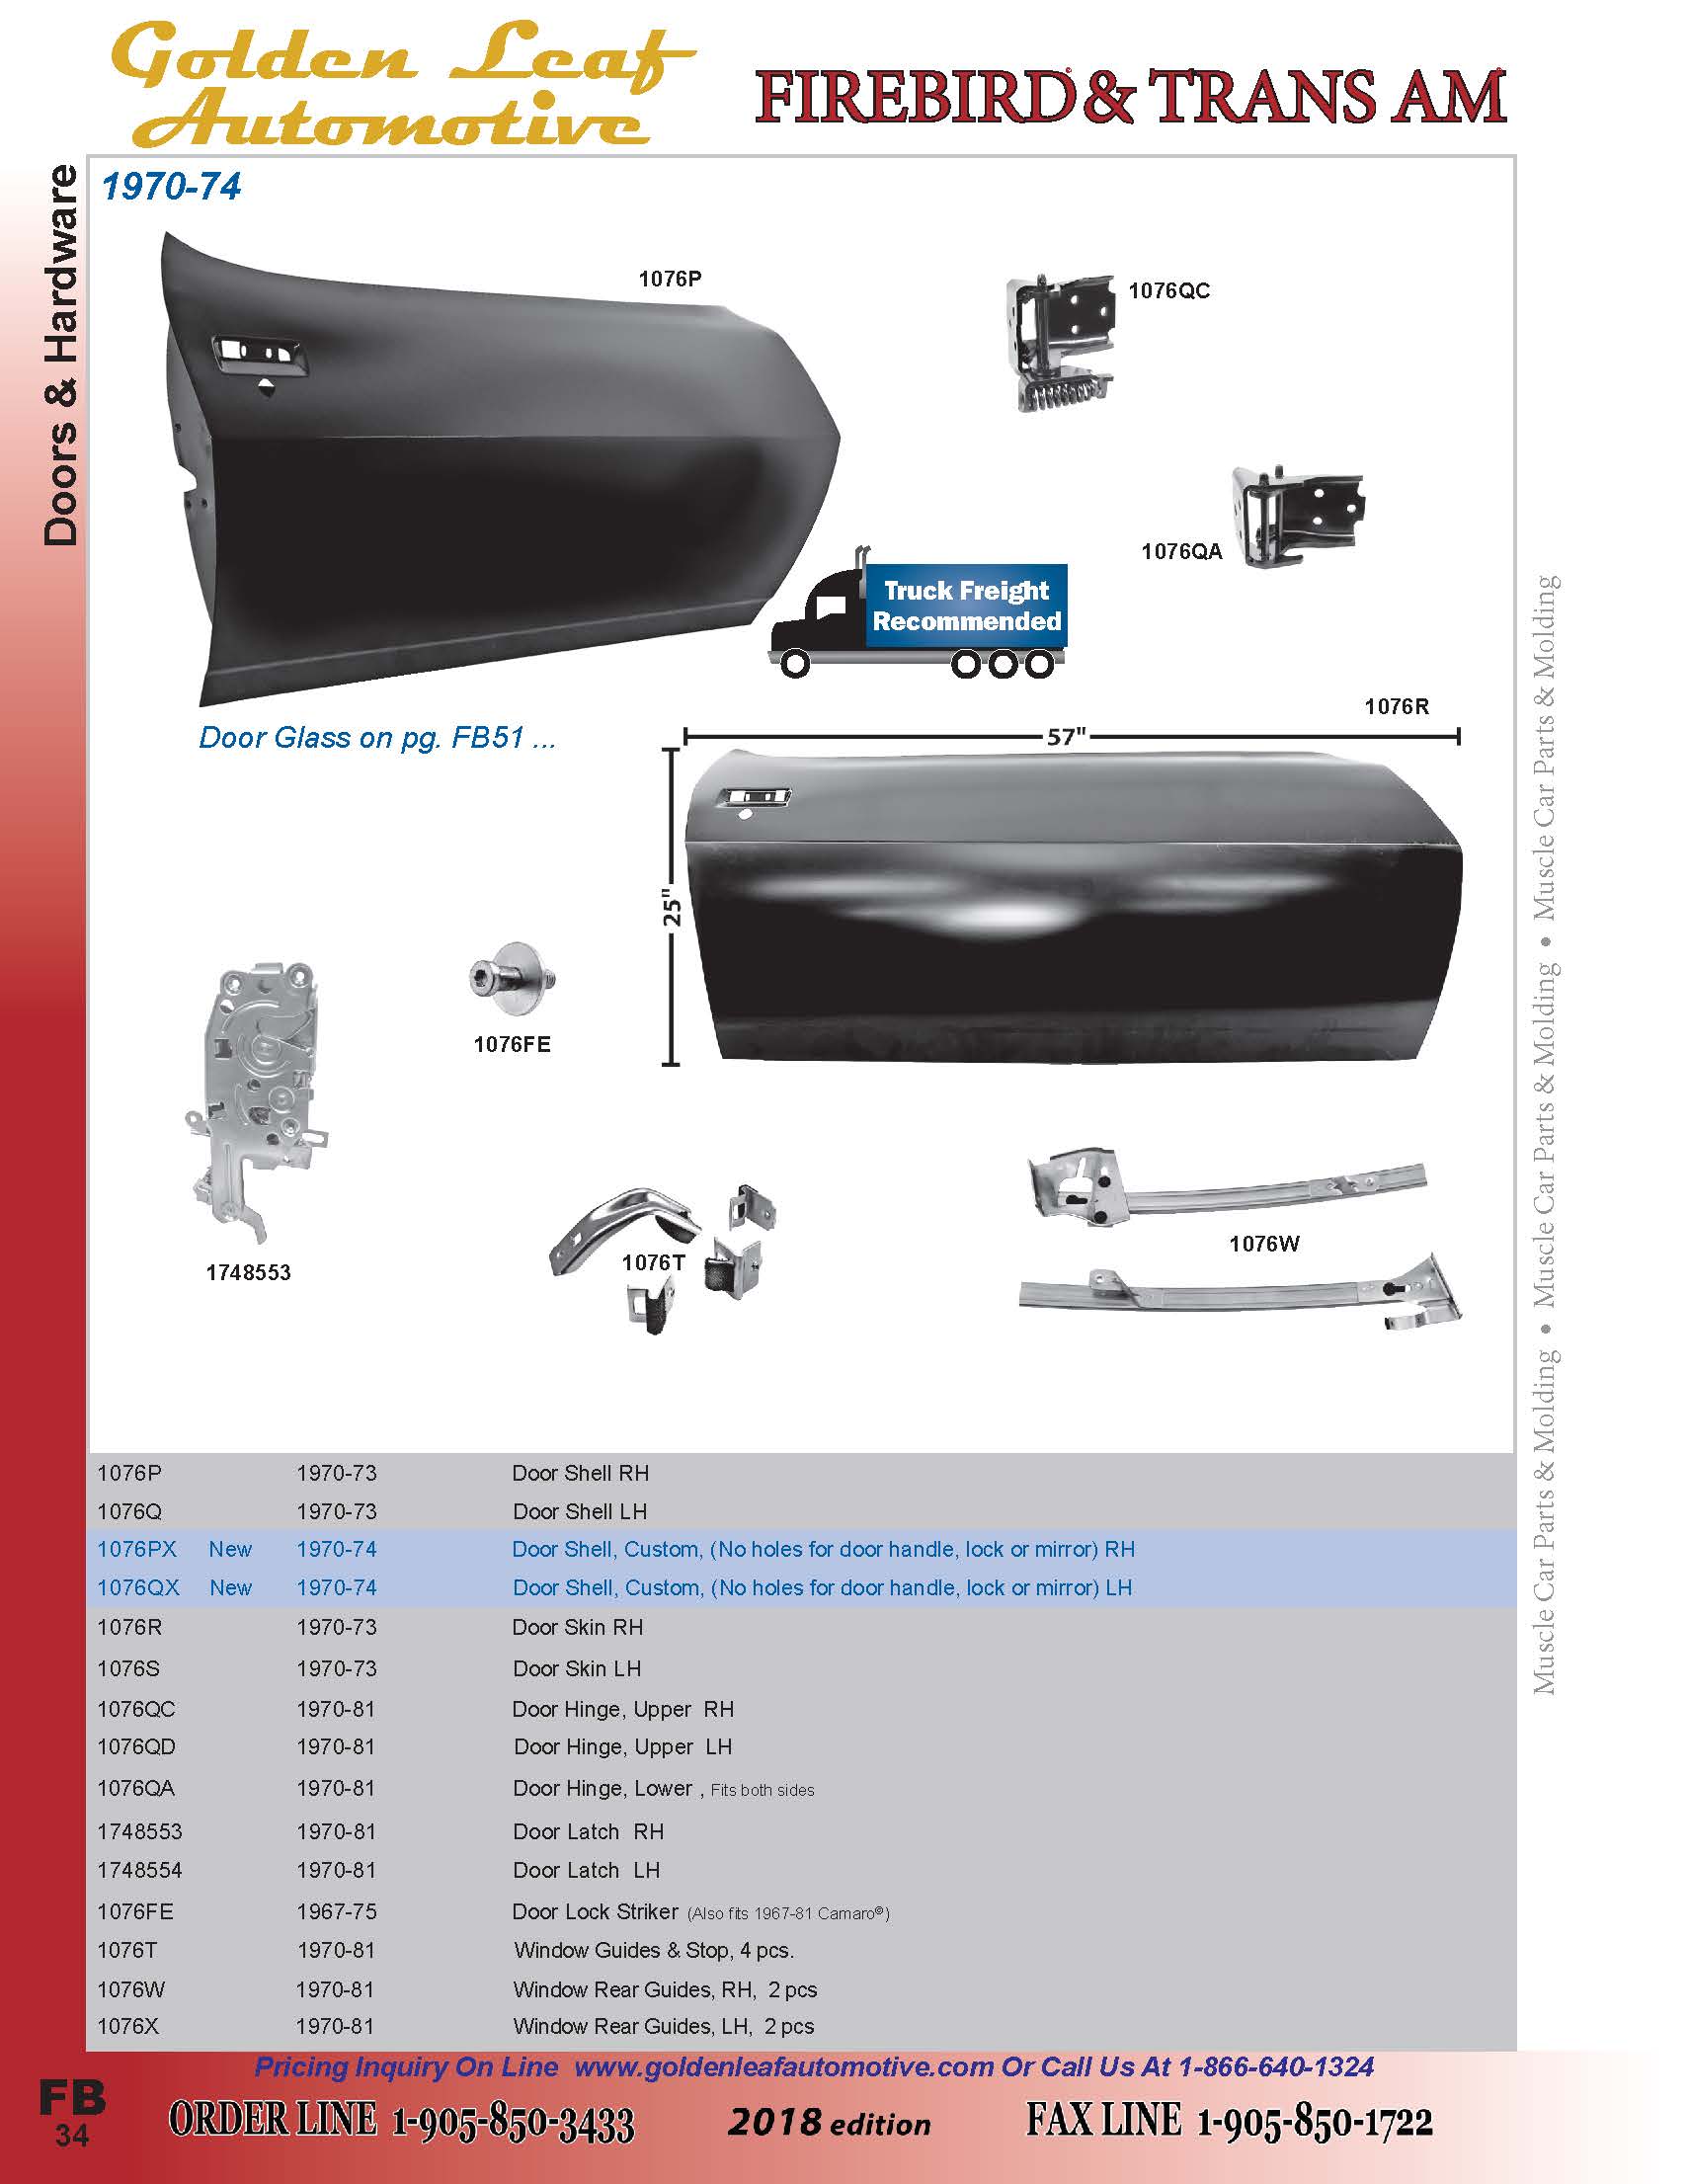 Golden Leaf
Automotive
FIREBIRD® & TRANS AM®
Doors & Hardware
1970-74
1076P
1076QC
1076QA
Truck Freight
Recommended
1076R
Door Glass on pg. FB51 ...
57"
25"
1076FE
1748553
1076T
1076W
1076P 1970-73 Door Shell RH
1076Q 1970-73 Door Shell LH
1076PX New 1970-74 Door Shell, Custom, (No holes for door handle, lock or mirror) RH
1076QX New 1970-74 Door Shell, Custom, (No holes for door handle, lock or mirror) LH
1076R 1970-73 Door Skin RH
1076S 1970-73 Door Skin LH
1076QC 1970-81 Door Hinge, Upper RH
1076QD 1970-81 Door Hinge, Upper LH
1076QA 1970-81 Door Hinge, Lower , Fits both sides
1748553 1970-81 Door Latch RH
1748554 1970-81 Door Latch LH
1076FE 1967-75 Door Lock Striker (Also fits 1967-81 Camaro®)
1076T 1970-81 Window Guides & Stop, 4 pcs.
1076W 1970-81 Window Rear Guides, RH, 2 pcs
1076X 1970-81 Window Rear Guides, LH, 2 pcs
Muscle Car Parts & Molding • Muscle Car Parts & Molding • Muscle Car Parts & Molding
Pricing Inquiry On Line www.goldenleafautomotive.com Or Call Us At 1-866-640-1324
FB
34
ORDER LINE 1-905-850-3433 2018 edition FAX LINE 1-905-850-1722